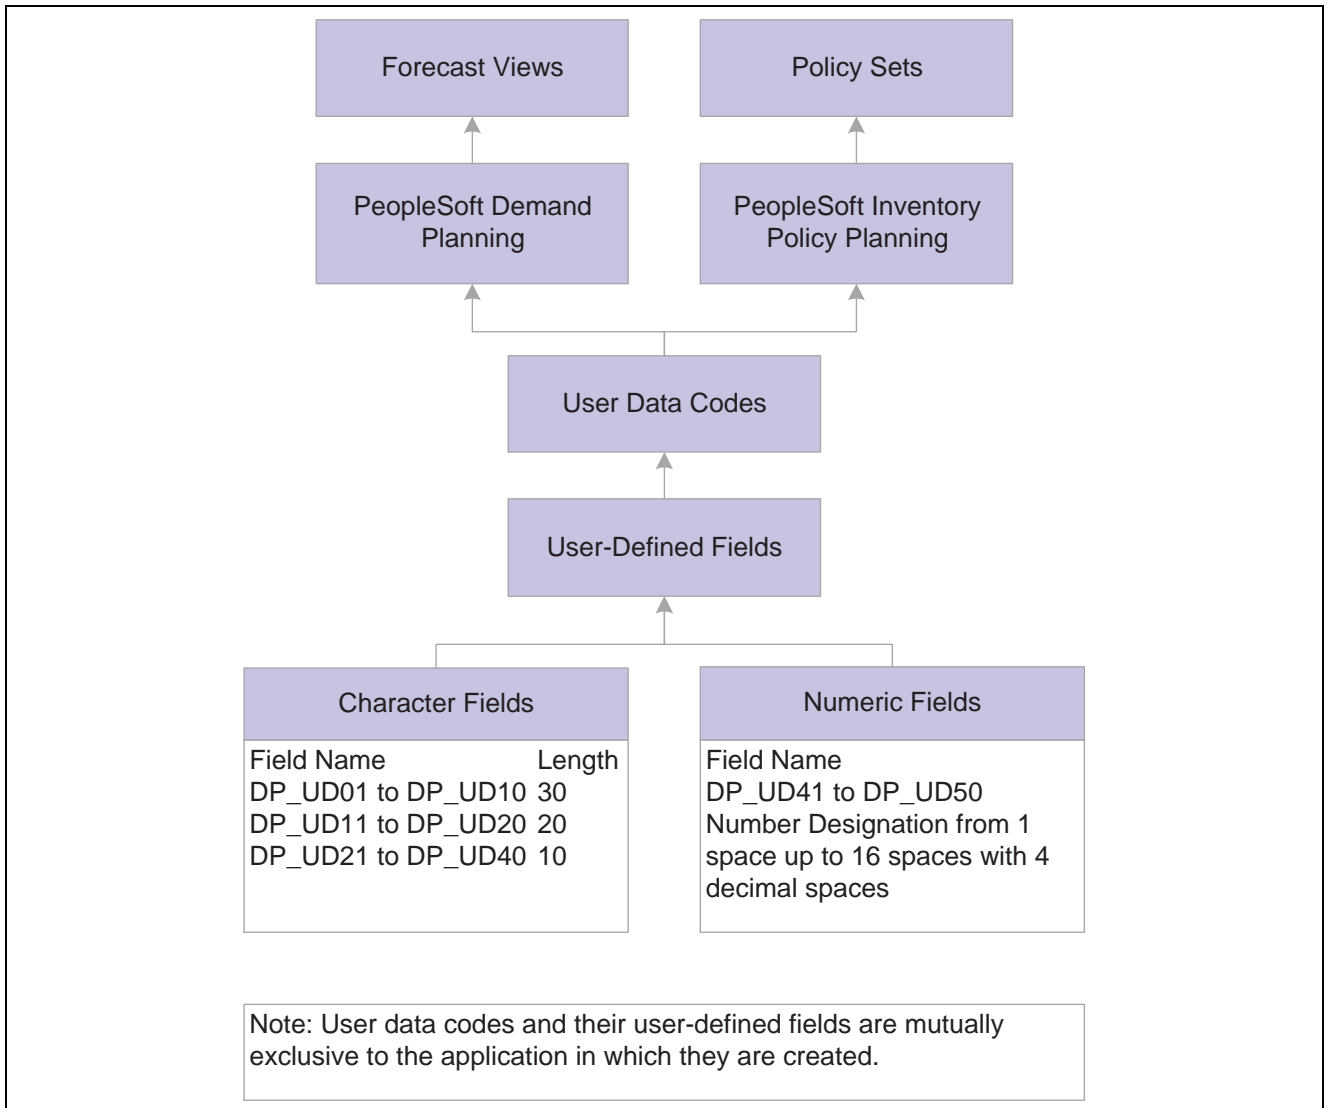 Forecast Views
Policy Sets
PeopleSoft Demand
Planning
PeopleSoft Inventory
Policy Planning
User Data Codes
User-Defined Fields
Character Fields
Field Name Length
DP_UD01 to DP_UD10 30
DP_UD11 to DP_UD20 20
DP_UD21 to DP_UD40 10
Numeric Fields
Field Name
DP_UD41 to DP_UD50
Number Designation from 1
space up to 16 spaces with 4
decimal spaces
Note: User data codes and their user-defined fields are mutually
exclusive to the application in which they are created.